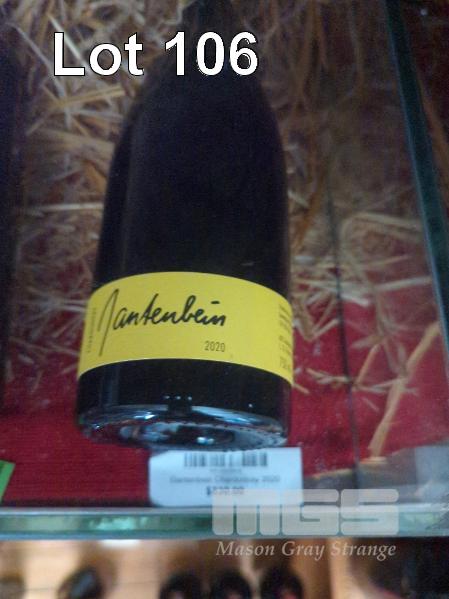 Lot 106
Gantenbein
2020
Gantenbein Chardonnay 2020
MGS
Mason Gray Strange